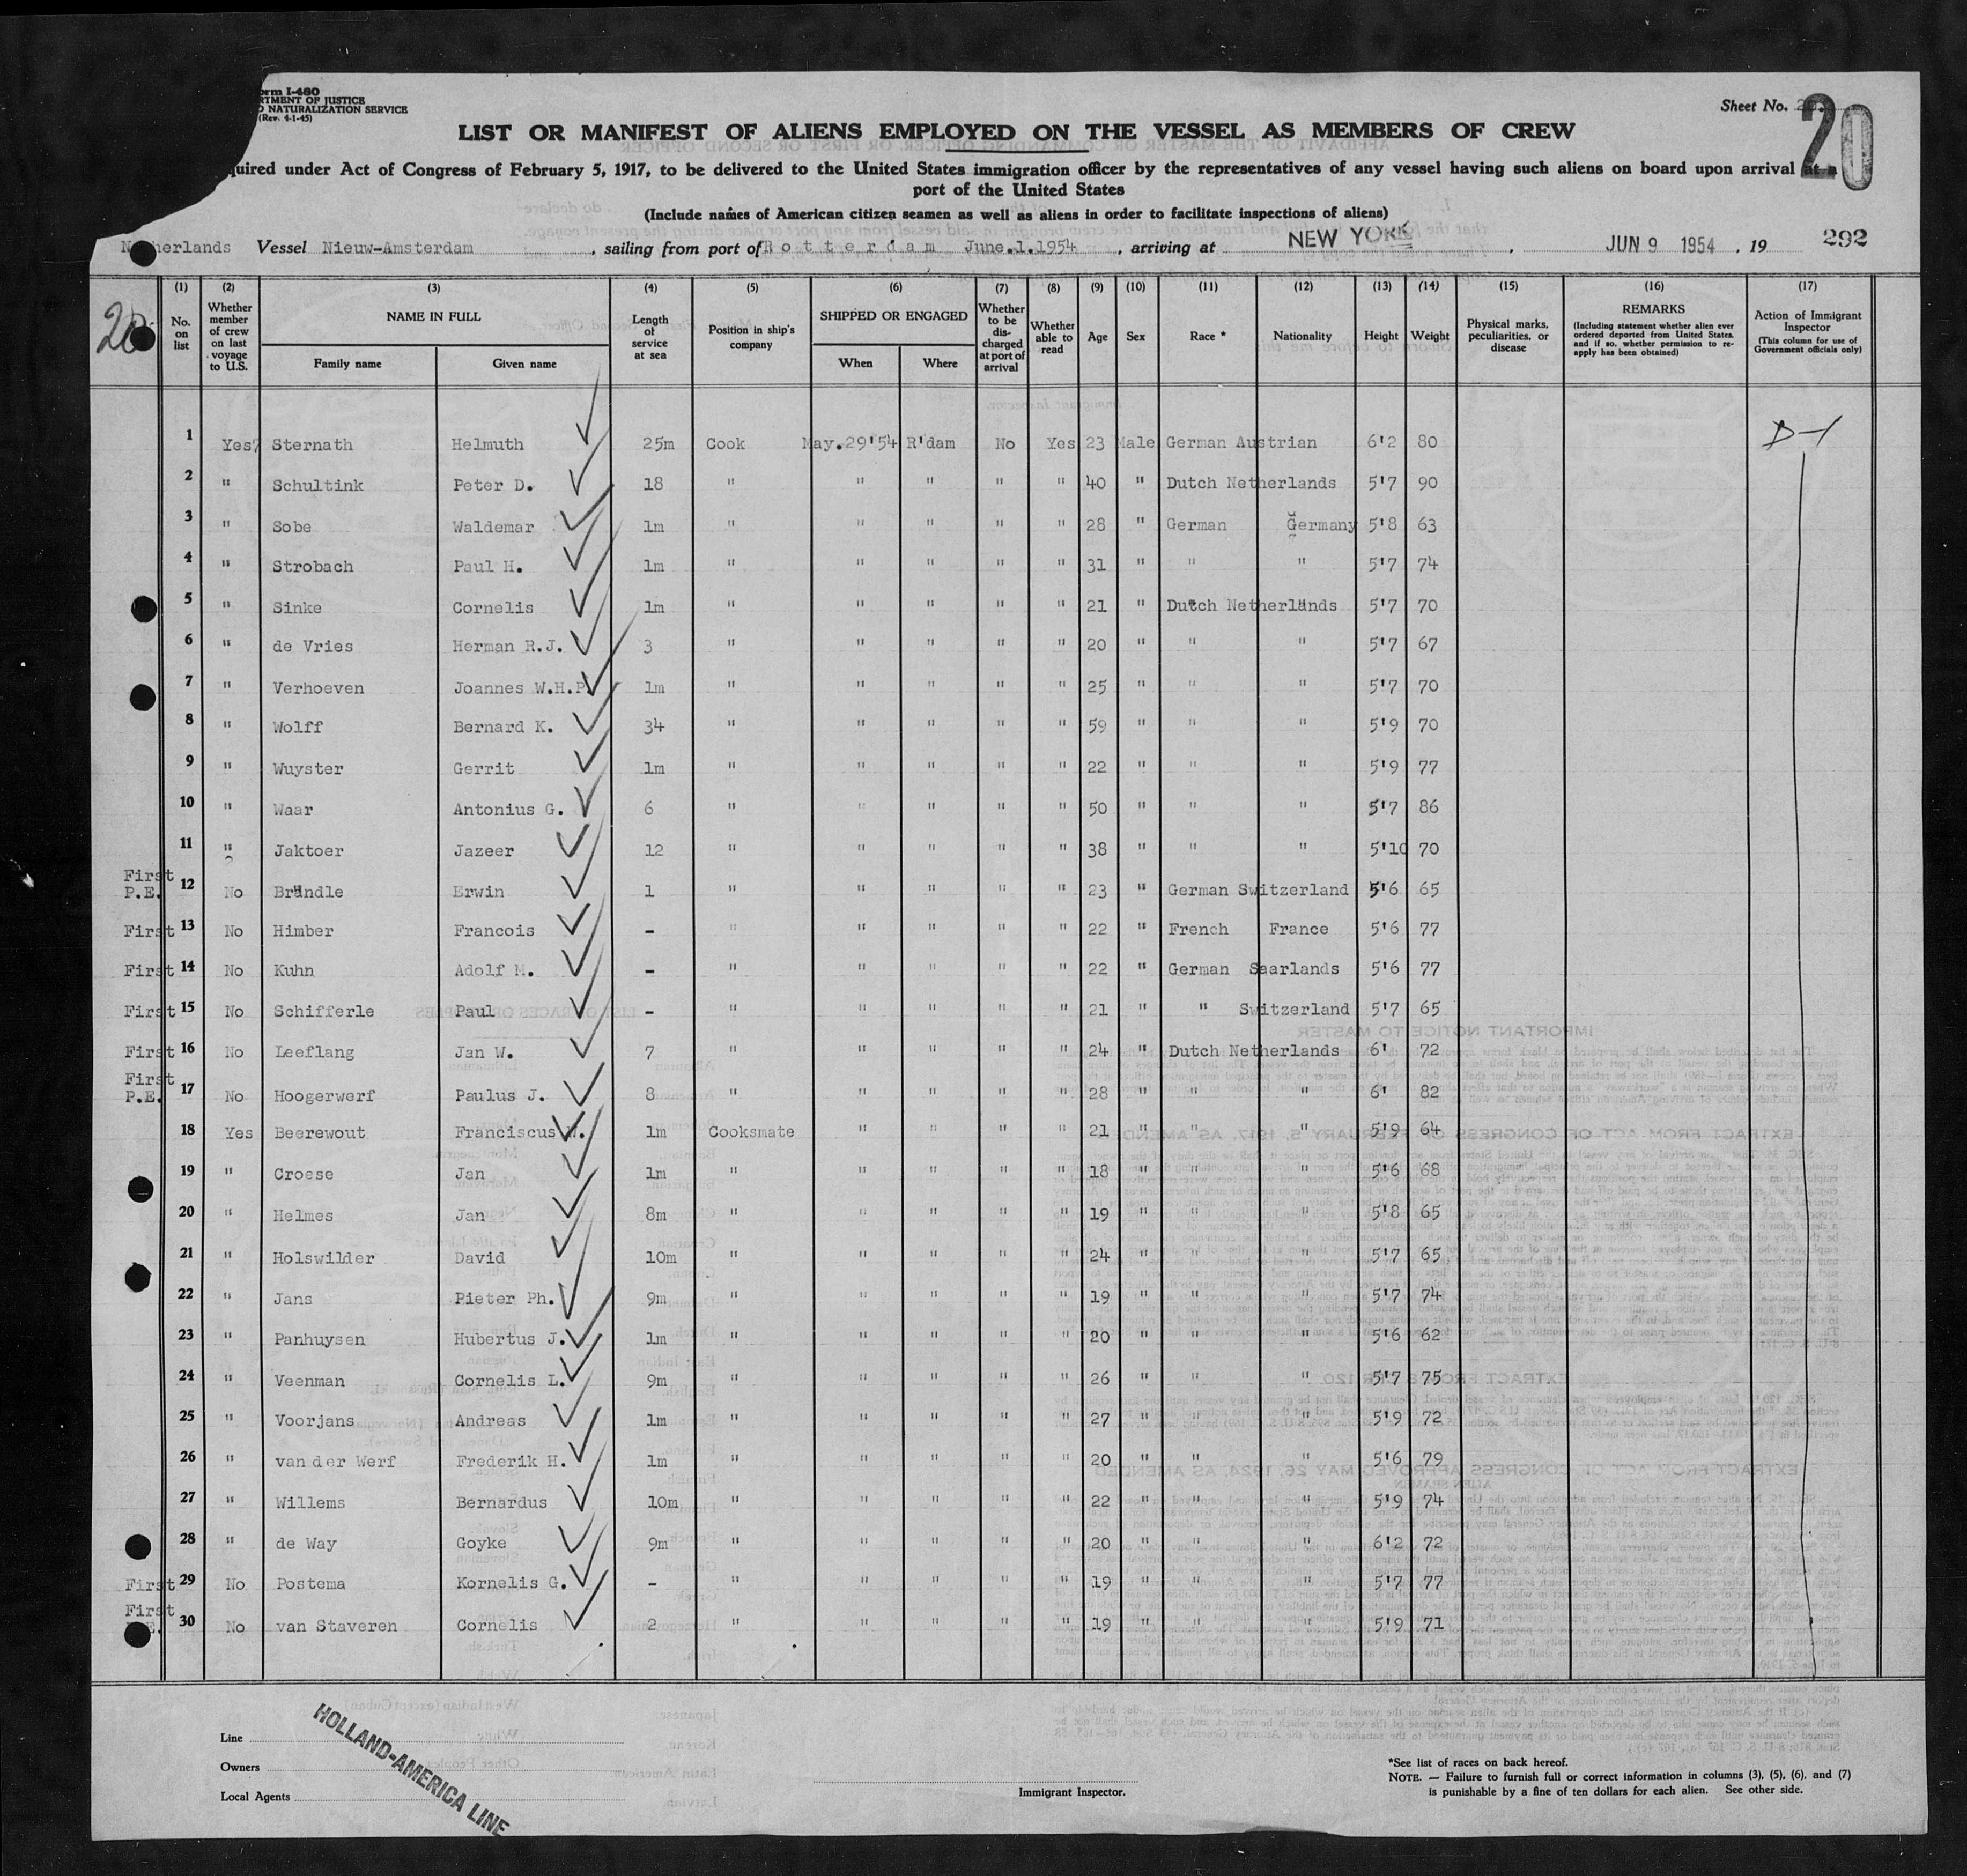 orm I-480
RTMENT OF JUSTICE
D NATURALIZATION SERVICE
(Rev. 4-1-45)
Sheet No. 20
20
LIST OR MANIFEST OF ALIENS EMPLOYED ON THE VESSEL AS MEMBERS OF CREW
quired under Act of Congress of February 5, 1917, to be delivered to the United States immigration officer by the representatives of any vessel having such aliens on board upon arrival at a
port of the United States
(Include names of American citizen seamen as well as aliens in order to facilitate inspections of aliens)
Netherlands Vessel Nieuw-Amsterdam, sailing from port of Rotterdam June.1.1954, arriving at NEW YORK, JUN 9 1954, 19 292
20
(1) (2) (3) (4) (5) (6) (7) (8) (9) (10) (11) (12) (13) (14) (15) (16) (17)
No. on list
Whether member of crew on last voyage to U.S.
NAME IN FULL
Family name Given name
Length of service at sea
Position in ship's company
SHIPPED OR ENGAGED
When Where
Whether to be discharged at port of arrival
Whether able to read
Age
Sex
Race *
Nationality
Height
Weight
Physical marks, peculiarities, or disease
REMARKS
(Including statement whether alien ever ordered deported from United States, and if so, whether permission to re-apply has been obtained)
Action of Immigrant Inspector
(This column for use of Government officials only)
1 Yes Sternath Helmuth 25m Cook May.29'54 R'dam No Yes 23 Male German Austrian 6'2 80 D-1
2 " Schultink Peter D. 18 " " " " " 40 " Dutch Netherlands 5'7 90
3 " Sobe Waldemar 1m " " " " " 28 " German Germany 5'8 63
4 " Strobach Paul H. 1m " " " " " 31 " " " 5'7 74
5 " Sinke Cornelis 1m " " " " " 21 " Dutch Netherlands 5'7 70
6 " de Vries Herman R.J. 3 " " " " " 20 " " " 5'7 67
7 " Verhoeven Joannes W.H.P. 1m " " " " " 25 " " " 5'7 70
8 " Wolff Bernard K. 34 " " " " " 59 " " " 5'9 70
9 " Wuyster Gerrit 1m " " " " " 22 " " " 5'9 77
10 " Waar Antonius G. 6 " " " " " 50 " " " 5'7 86
11 " Jaktoer Jazeer 12 " " " " " 38 " " " 5'10 70
First P.E. 12 No Brändle Erwin 1 " " " " " 23 " German Switzerland 5'6 65
First 13 No Himber Francois - " " " " " 22 " French France 5'6 77
First 14 No Kuhn Adolf M. - " " " " " 22 " German Saarlands 5'6 77
First 15 No Schifferle Paul - " " " " " 21 " " Switzerland 5'7 65
First 16 No Leeflang Jan W. 7 " " " " " 24 " Dutch Netherlands 6' 72
First P.E. 17 No Hoogerwerf Paulus J. 8 " " " " " 28 " " " 6' 82
18 Yes Beerewout Franciscus W. 1m Cooksmate " " " " 21 " " " 5'9 64
19 " Croese Jan 1m " " " " " 18 " " " 5'6 68
20 " Helmes Jan 8m " " " " " 19 " " " 5'8 65
21 " Holswilder David 10m " " " " " 24 " " " 5'7 65
22 " Jans Pieter Ph. 9m " " " " " 19 " " " 5'7 74
23 " Panhuysen Hubertus J. 1m " " " " " 20 " " " 5'6 62
24 " Veenman Cornelis L. 9m " " " " " 26 " " " 5'7 75
25 " Voorjans Andreas 1m " " " " " 27 " " " 5'9 72
26 " van der Werf Frederik H. 1m " " " " " 20 " " " 5'6 79
27 " Willems Bernardus 10m " " " " " 22 " " " 5'9 74
28 " de Way Goyke 9m " " " " " 20 " " " 6'2 72
First 29 No Postema Kornelis G. - " " " " " 19 " " " 5'7 77
First E. 30 No van Staveren Cornelis 2 " " " " " 19 " " " 5'9 71
Line
Owners
Local Agents
HOLLAND-AMERICA LINE
Immigrant Inspector.
*See list of races on back hereof.
NOTE. — Failure to furnish full or correct information in columns (3), (5), (6), and (7)
is punishable by a fine of ten dollars for each alien. See other side.